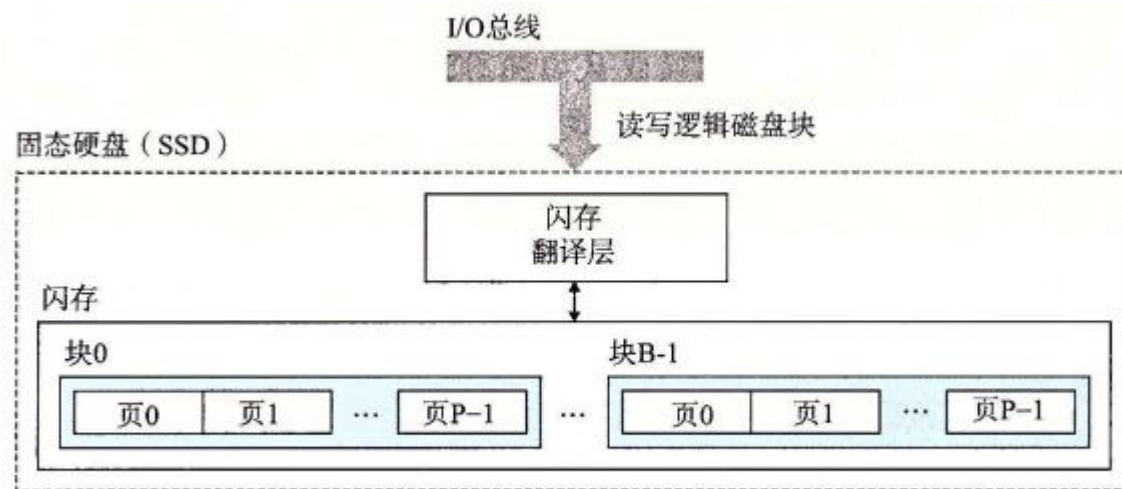 I/O总线
读写逻辑磁盘块
固态硬盘（SSD）
闪存
翻译层
闪存
块0
块B-1
页0 页1 … 页P-1 … 页0 页1 … 页P-1